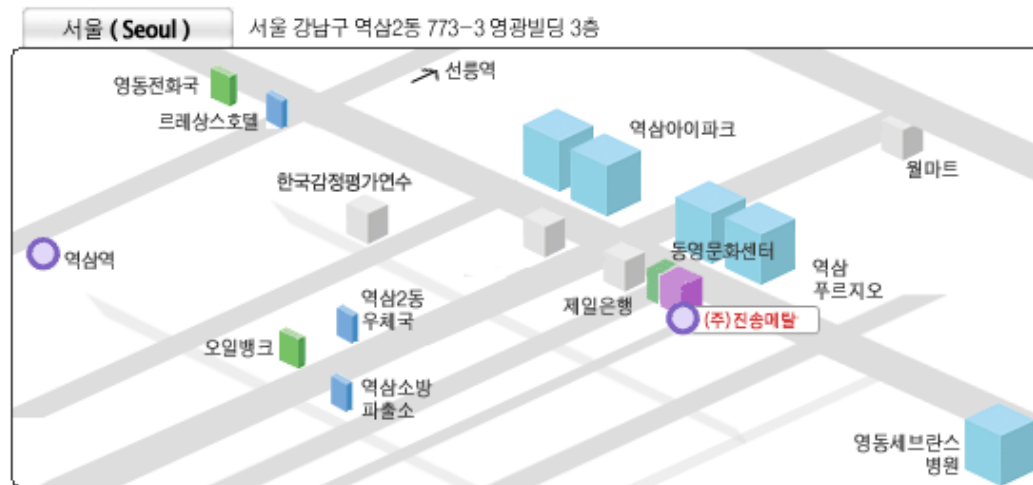 서울 (Seoul)
서울 강남구 역삼2동 773-3 영광빌딩 3층
선릉역
영동전화국
르레상스호델
역삼아이파크
월마트
한국감정평가연수
역삼역
동영문화센터
역삼
푸르지오
역삼2동
우체국
제일은행
(주)진송메탈
오일뱅크
역삼소방
파출소
영동세브란스
병원